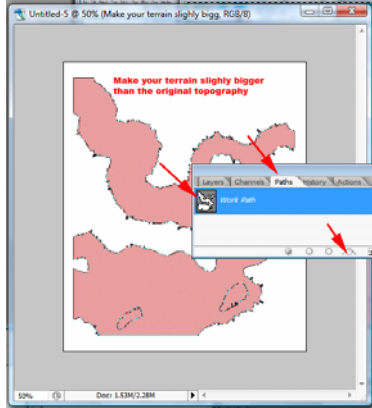 Untitled-5 @ 50% (Make your terrain slighly bigg, RGB/8)
Make your terrain slighly bigger
than the original topography
Layers Channels Paths History Actions
Work Path
50% Doc: 1.53M/2.28M